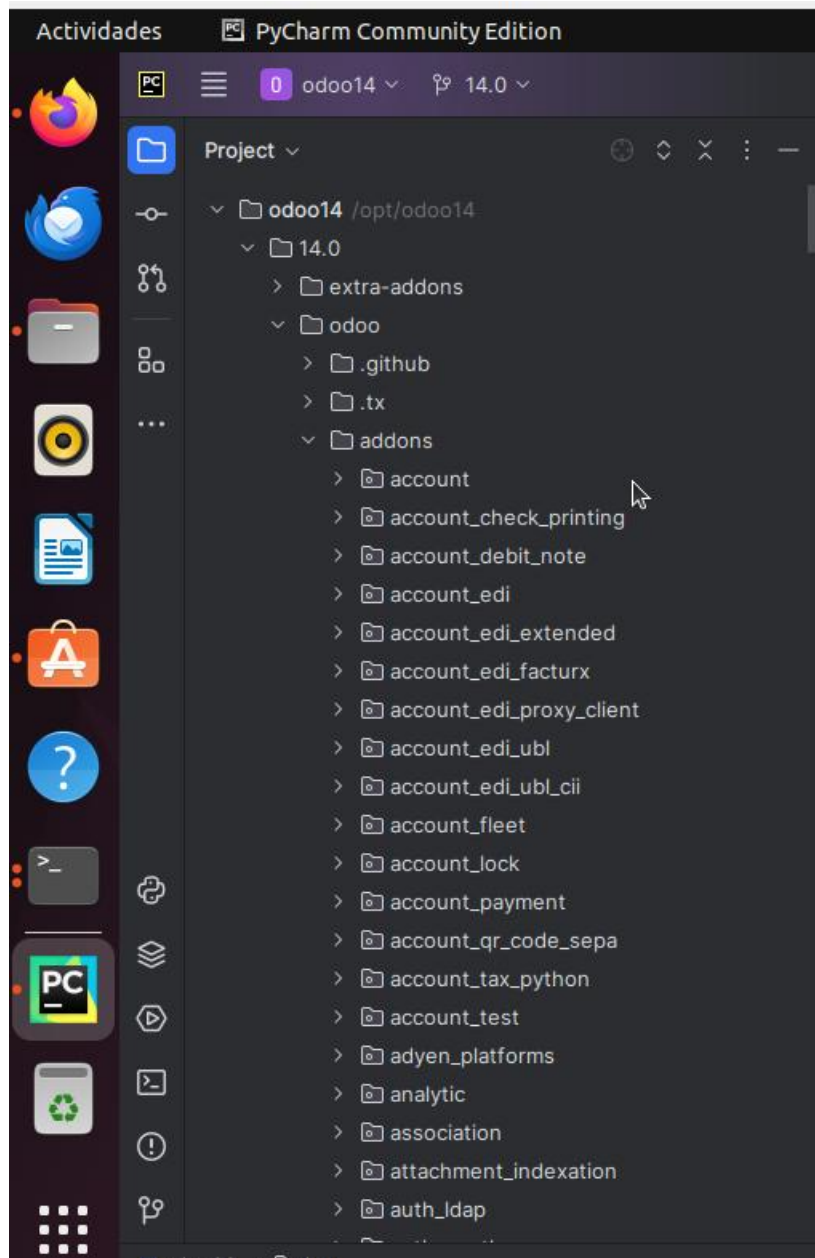 Actividades PyCharm Community Edition
PC O odoo14 14.0
Project
odoo14 /opt/odoo14
14.0
extra-addons
odoo
.github
.tx
addons
account
account_check_printing
account_debit_note
account_edi
account_edi_extended
account_edi_facturx
account_edi_proxy_client
account_edi_ubl
account_edi_ubl_cii
account_fleet
account_lock
account_payment
account_qr_code_sepa
account_tax_python
PC
account_test
adyen_platforms
analytic
association
attachment_indexation
auth_ldap